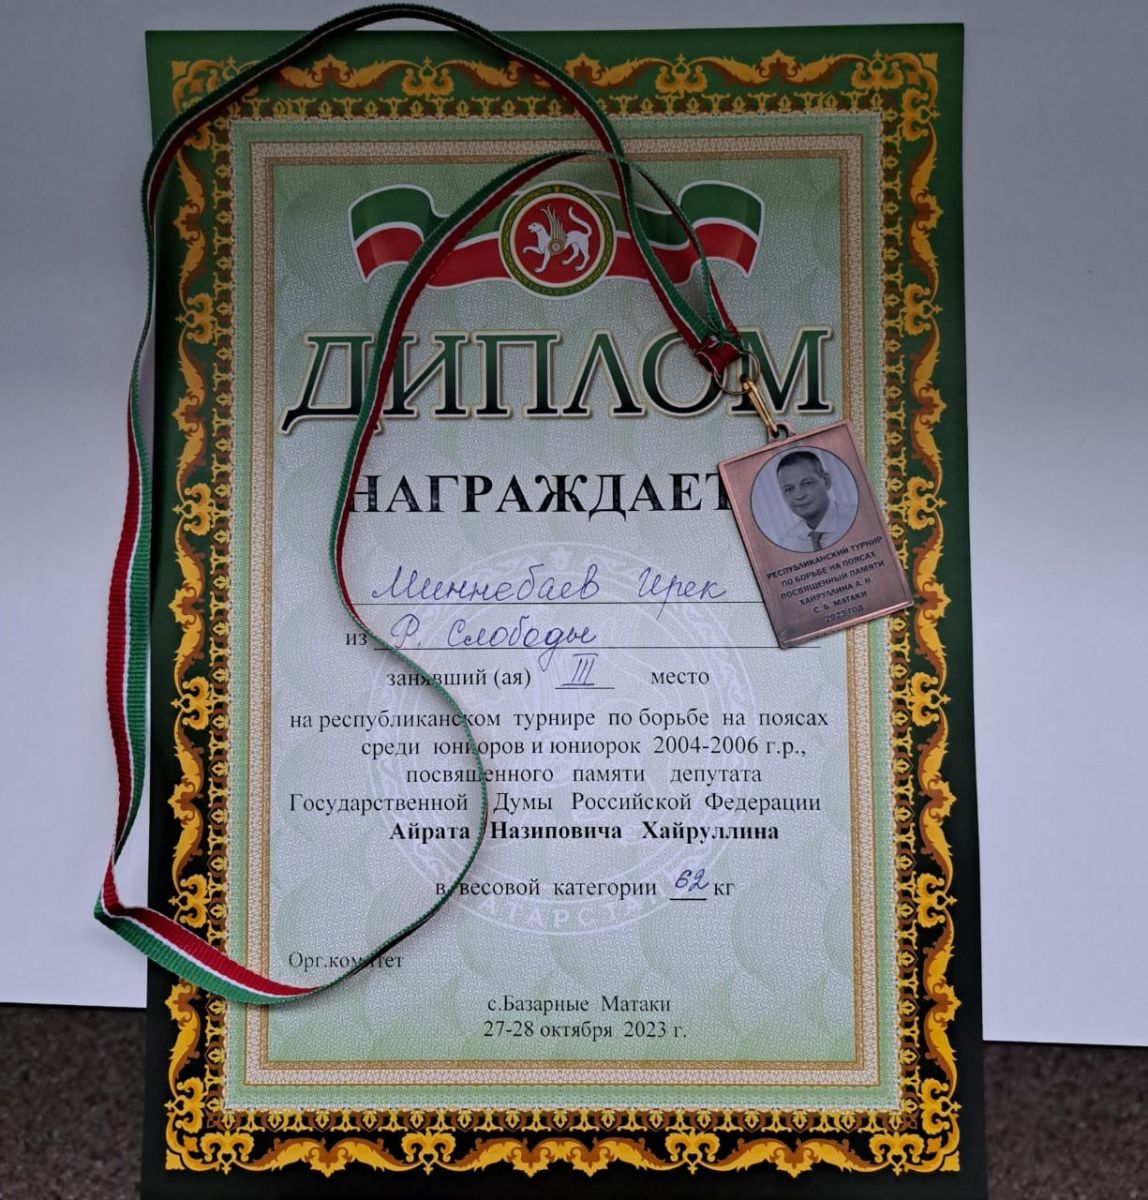 ДИПЛОМ
НАГРАЖДАЕТ
Миннебаев Ирек
из Р. Слободы
занявший (ая) III место
на республиканском турнире по борьбе на поясах
среди юниоров и юниорок 2004-2006 г.р.,
посвященного памяти депутата
Государственной Думы Российской Федерации
Айрата Назиповича Хайруллина
в весовой категории 62 кг
Орг.комитет
с.Базарные Матаки
27-28 октября 2023 г.
РЕСПУБЛИКАНСКИЙ ТУРНИР
ПО БОРЬБЕ НА ПОЯСАХ
ПОСВЯЩЕННЫЙ ПАМЯТИ
ХАЙРУЛЛИНА А. Н.
С. Б. МАТАКИ
2023 ГОД